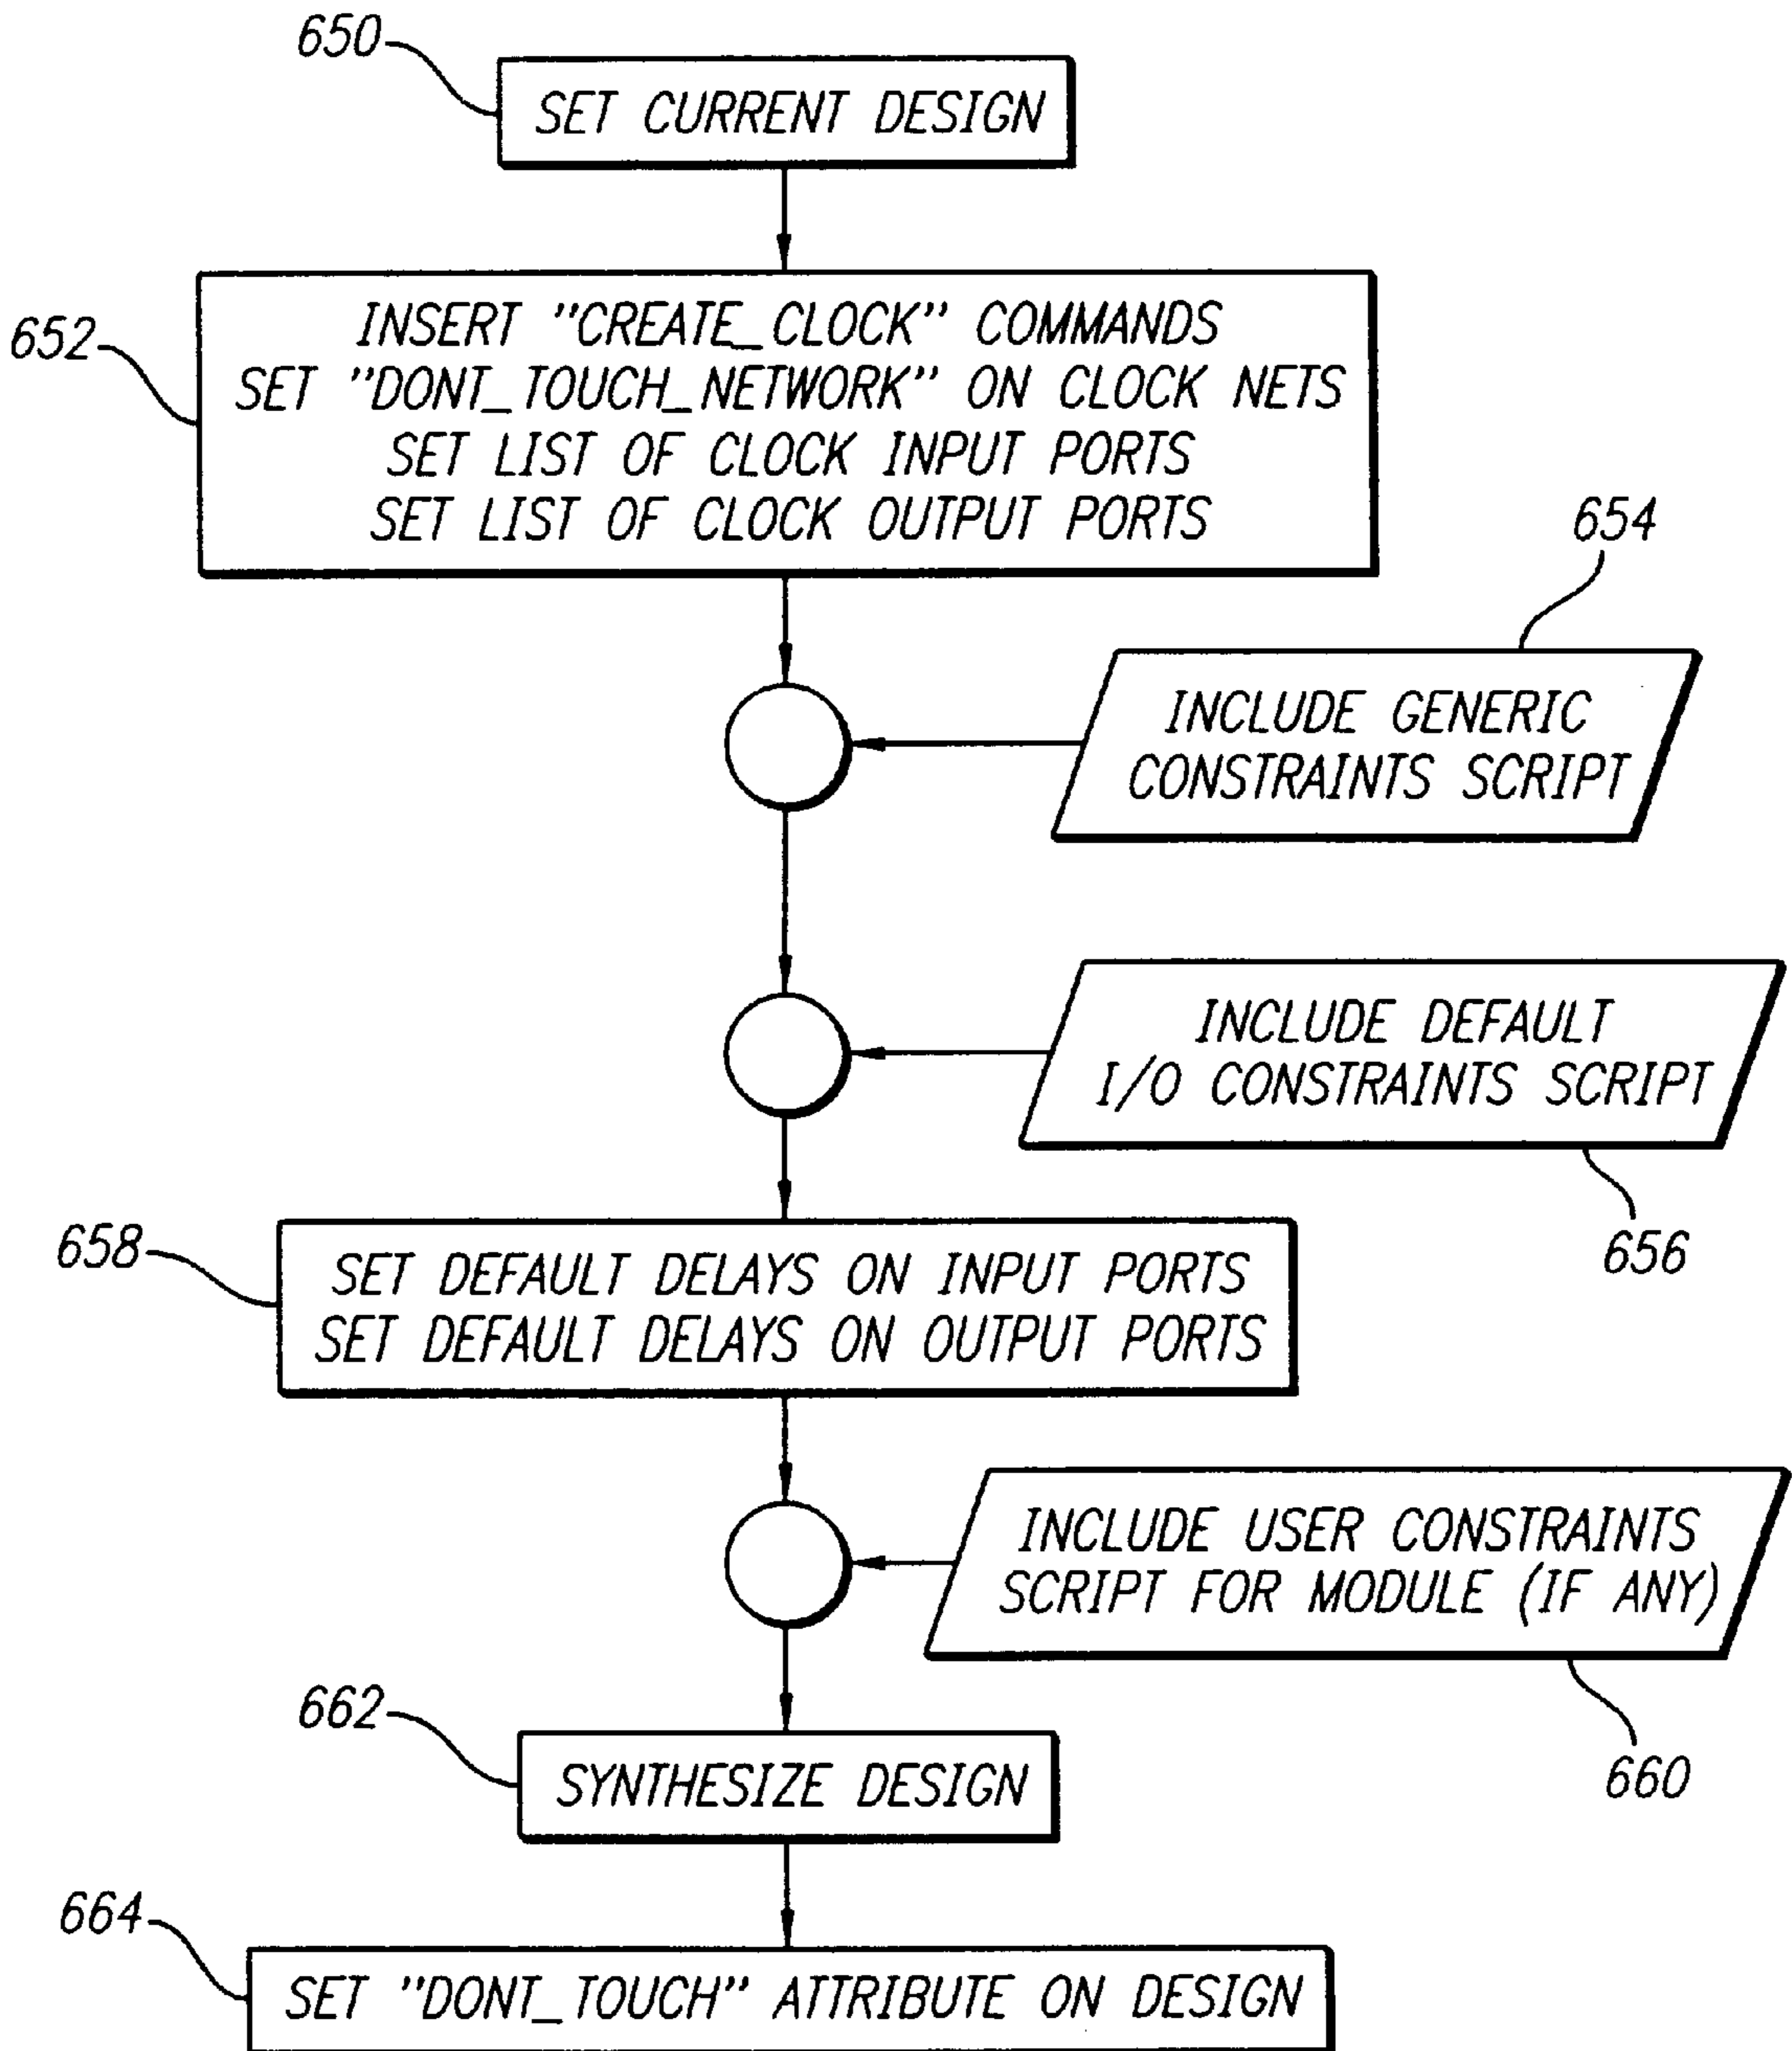 650
SET CURRENT DESIGN
652
INSERT "CREATE_CLOCK" COMMANDS
SET "DONT_TOUCH_NETWORK" ON CLOCK NETS
SET LIST OF CLOCK INPUT PORTS
SET LIST OF CLOCK OUTPUT PORTS
654
INCLUDE GENERIC
CONSTRAINTS SCRIPT
INCLUDE DEFAULT
I/O CONSTRAINTS SCRIPT
656
658
SET DEFAULT DELAYS ON INPUT PORTS
SET DEFAULT DELAYS ON OUTPUT PORTS
INCLUDE USER CONSTRAINTS
SCRIPT FOR MODULE (IF ANY)
660
662
SYNTHESIZE DESIGN
664
SET "DONT_TOUCH" ATTRIBUTE ON DESIGN